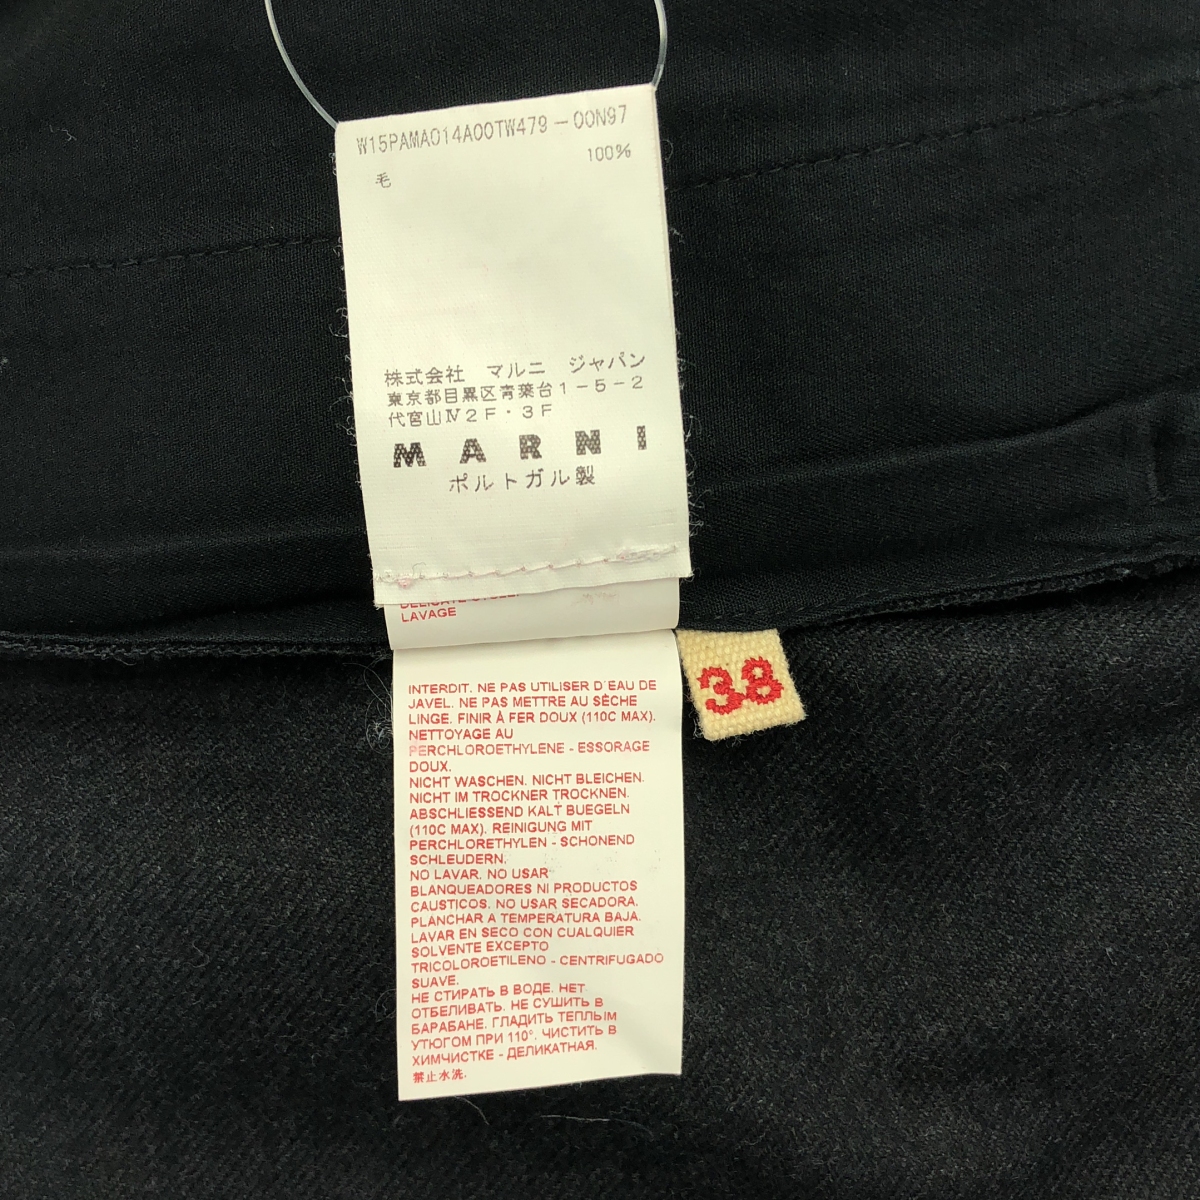 W15PAMA014A00TW479-00N97
毛 100%
株式会社 マルニ ジャパン
東京都目黒区青葉台1-5-2
代官山Ⅳ2F・3F
MARNI
ポルトガル製
LAVAGE
INTERDIT. NE PAS UTILISER D'EAU DE
JAVEL. NE PAS METTRE AU SÈCHE
LINGE. FINIR À FER DOUX (110C MAX).
NETTOYAGE AU
PERCHLOROETHYLENE - ESSORAGE
DOUX.
NICHT WASCHEN. NICHT BLEICHEN.
NICHT IM TROCKNER TROCKNEN.
ABSCHLIESSEND KALT BUEGELN
(110C MAX). REINIGUNG MIT
PERCHLORETHYLEN - SCHONEND
SCHLEUDERN.
NO LAVAR. NO USAR
BLANQUEADORES NI PRODUCTOS
CAUSTICOS. NO USAR SECADORA.
PLANCHAR A TEMPERATURA BAJA.
LAVAR EN SECO CON CUALQUIER
SOLVENTE EXCEPTO
TRICOLOROETILENO - CENTRIFUGADO
SUAVE.
НЕ СТИРАТЬ В ВОДЕ. НЕТ
ОТБЕЛИВАТЬ. НЕ СУШИТЬ В
БАРАБАНЕ. ГЛАДИТЬ ТЕПЛЫМ
УТЮГОМ ПРИ 110°. ЧИСТИТЬ В
ХИМЧИСТКЕ - ДЕЛИКАТНАЯ.
禁止水洗.
38